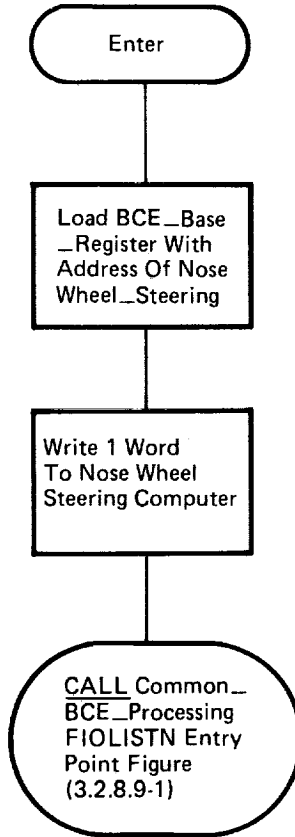 Enter
Load BCE_Base
_Register With
Address Of Nose
Wheel_Steering
Write 1 Word
To Nose Wheel
Steering Computer
CALL Common_
BCE_Processing
FIOLISTN Entry
Point Figure
(3.2.8.9-1)